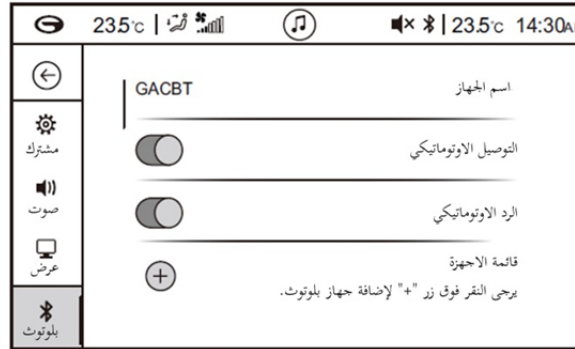 23.5°c
23.5°c 14:30A
GACBT
اسم الجهاز
التوصيل الاوتوماتيكي
الرد الاوتوماتيكي
قائمة الاجهزة
يرجى النقر فوق زر "+" لإضافة جهاز بلوتوث.
مشترك
صوت
عرض
بلوتوث